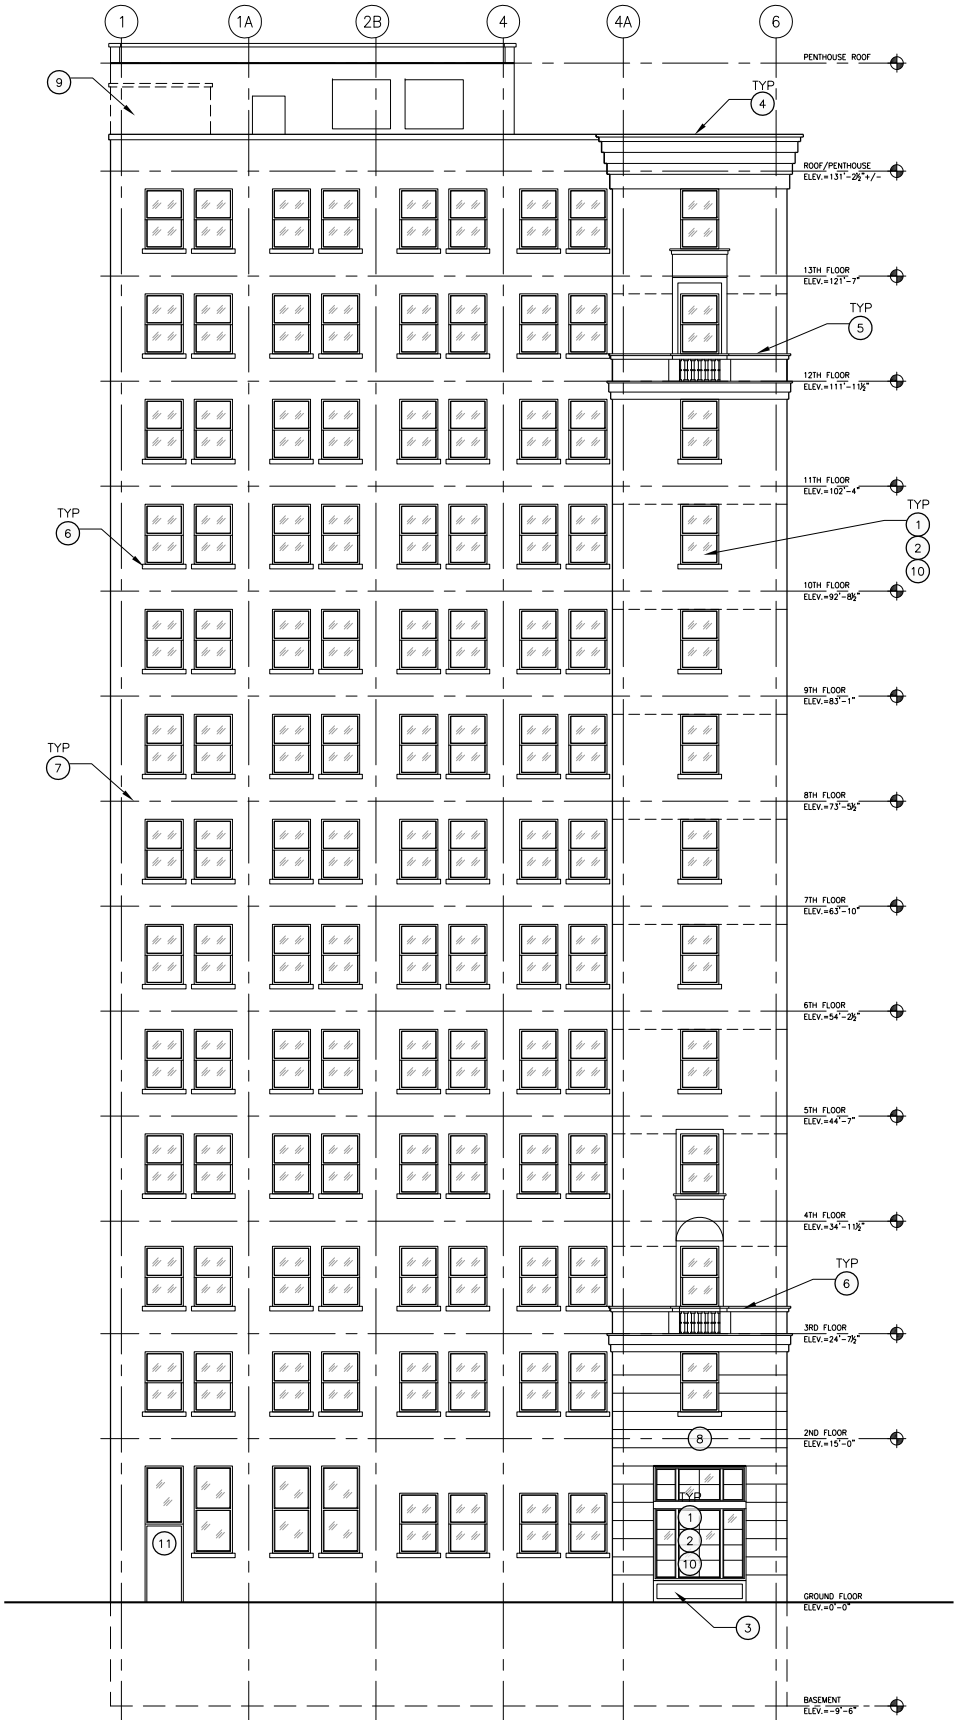 1
1A
2B
4
4A
6
PENTHOUSE ROOF
9
TYP
4
ROOF/PENTHOUSE
ELEV.=131'-2½"+/-
13TH FLOOR
ELEV.=121'-7"
TYP
5
12TH FLOOR
ELEV.=111'-11½"
11TH FLOOR
ELEV.=102'-4"
TYP
6
TYP
1
2
10
10TH FLOOR
ELEV.=92'-8½"
9TH FLOOR
ELEV.=83'-1"
TYP
7
8TH FLOOR
ELEV.=73'-5½"
7TH FLOOR
ELEV.=63'-10"
6TH FLOOR
ELEV.=54'-2½"
5TH FLOOR
ELEV.=44'-7"
4TH FLOOR
ELEV.=34'-11½"
TYP
6
3RD FLOOR
ELEV.=24'-7½"
2ND FLOOR
ELEV.=15'-0"
8
TYP
1
2
10
11
GROUND FLOOR
ELEV.=0'-0"
3
BASEMENT
ELEV.=-9'-6"